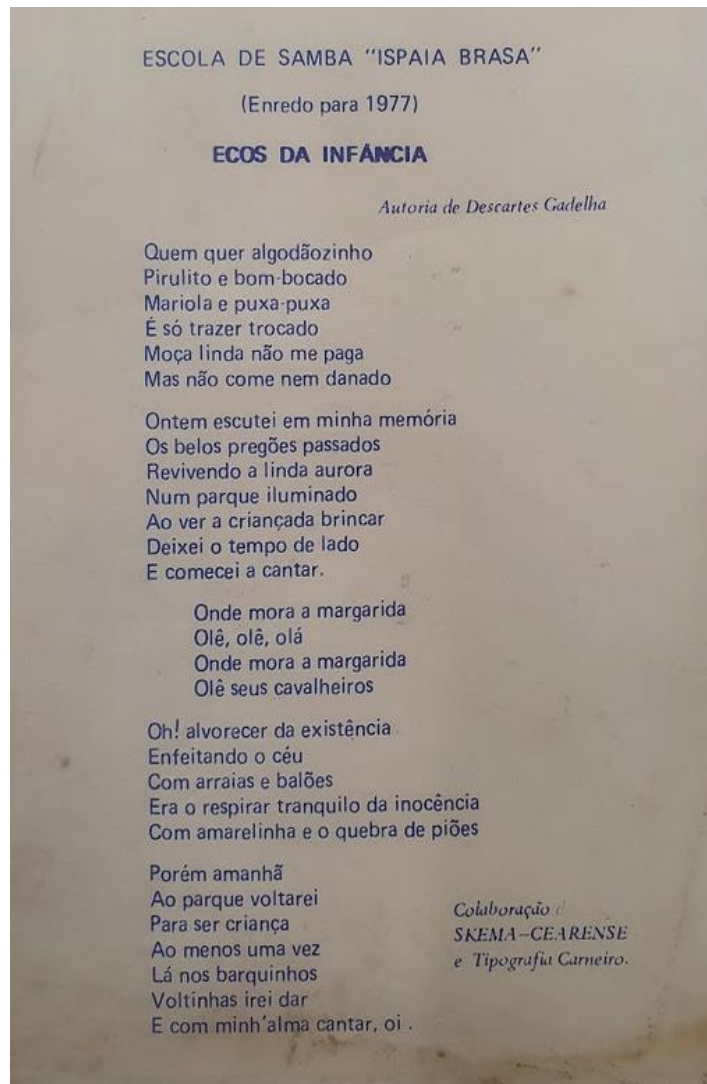 ESCOLA DE SAMBA "ISPAIA BRASA"
(Enredo para 1977)
ECOS DA INFÂNCIA
Autoria de Descartes Gadelha
Quem quer algodãozinho
Pirulito e bom-bocado
Mariola e puxa-puxa
É só trazer trocado
Moça linda não me paga
Mas não come nem danado
Ontem escutei em minha memória
Os belos pregões passados
Revivendo a linda aurora
Num parque iluminado
Ao ver a criançada brincar
Deixei o tempo de lado
E comecei a cantar.
Onde mora a margarida
Olê, olê, olá
Onde mora a margarida
Olê seus cavalheiros
Oh! alvorecer da existência
Enfeitando o céu
Com arraias e balões
Era o respirar tranquilo da inocência
Com amarelinha e o quebra de piões
Porém amanhã
Ao parque voltarei
Para ser criança
Ao menos uma vez
Lá nos barquinhos
Voltinhas irei dar
E com minh'alma cantar, oi .
Colaboração
SKEMA-CEARENSE
e Tipografia Carneiro.